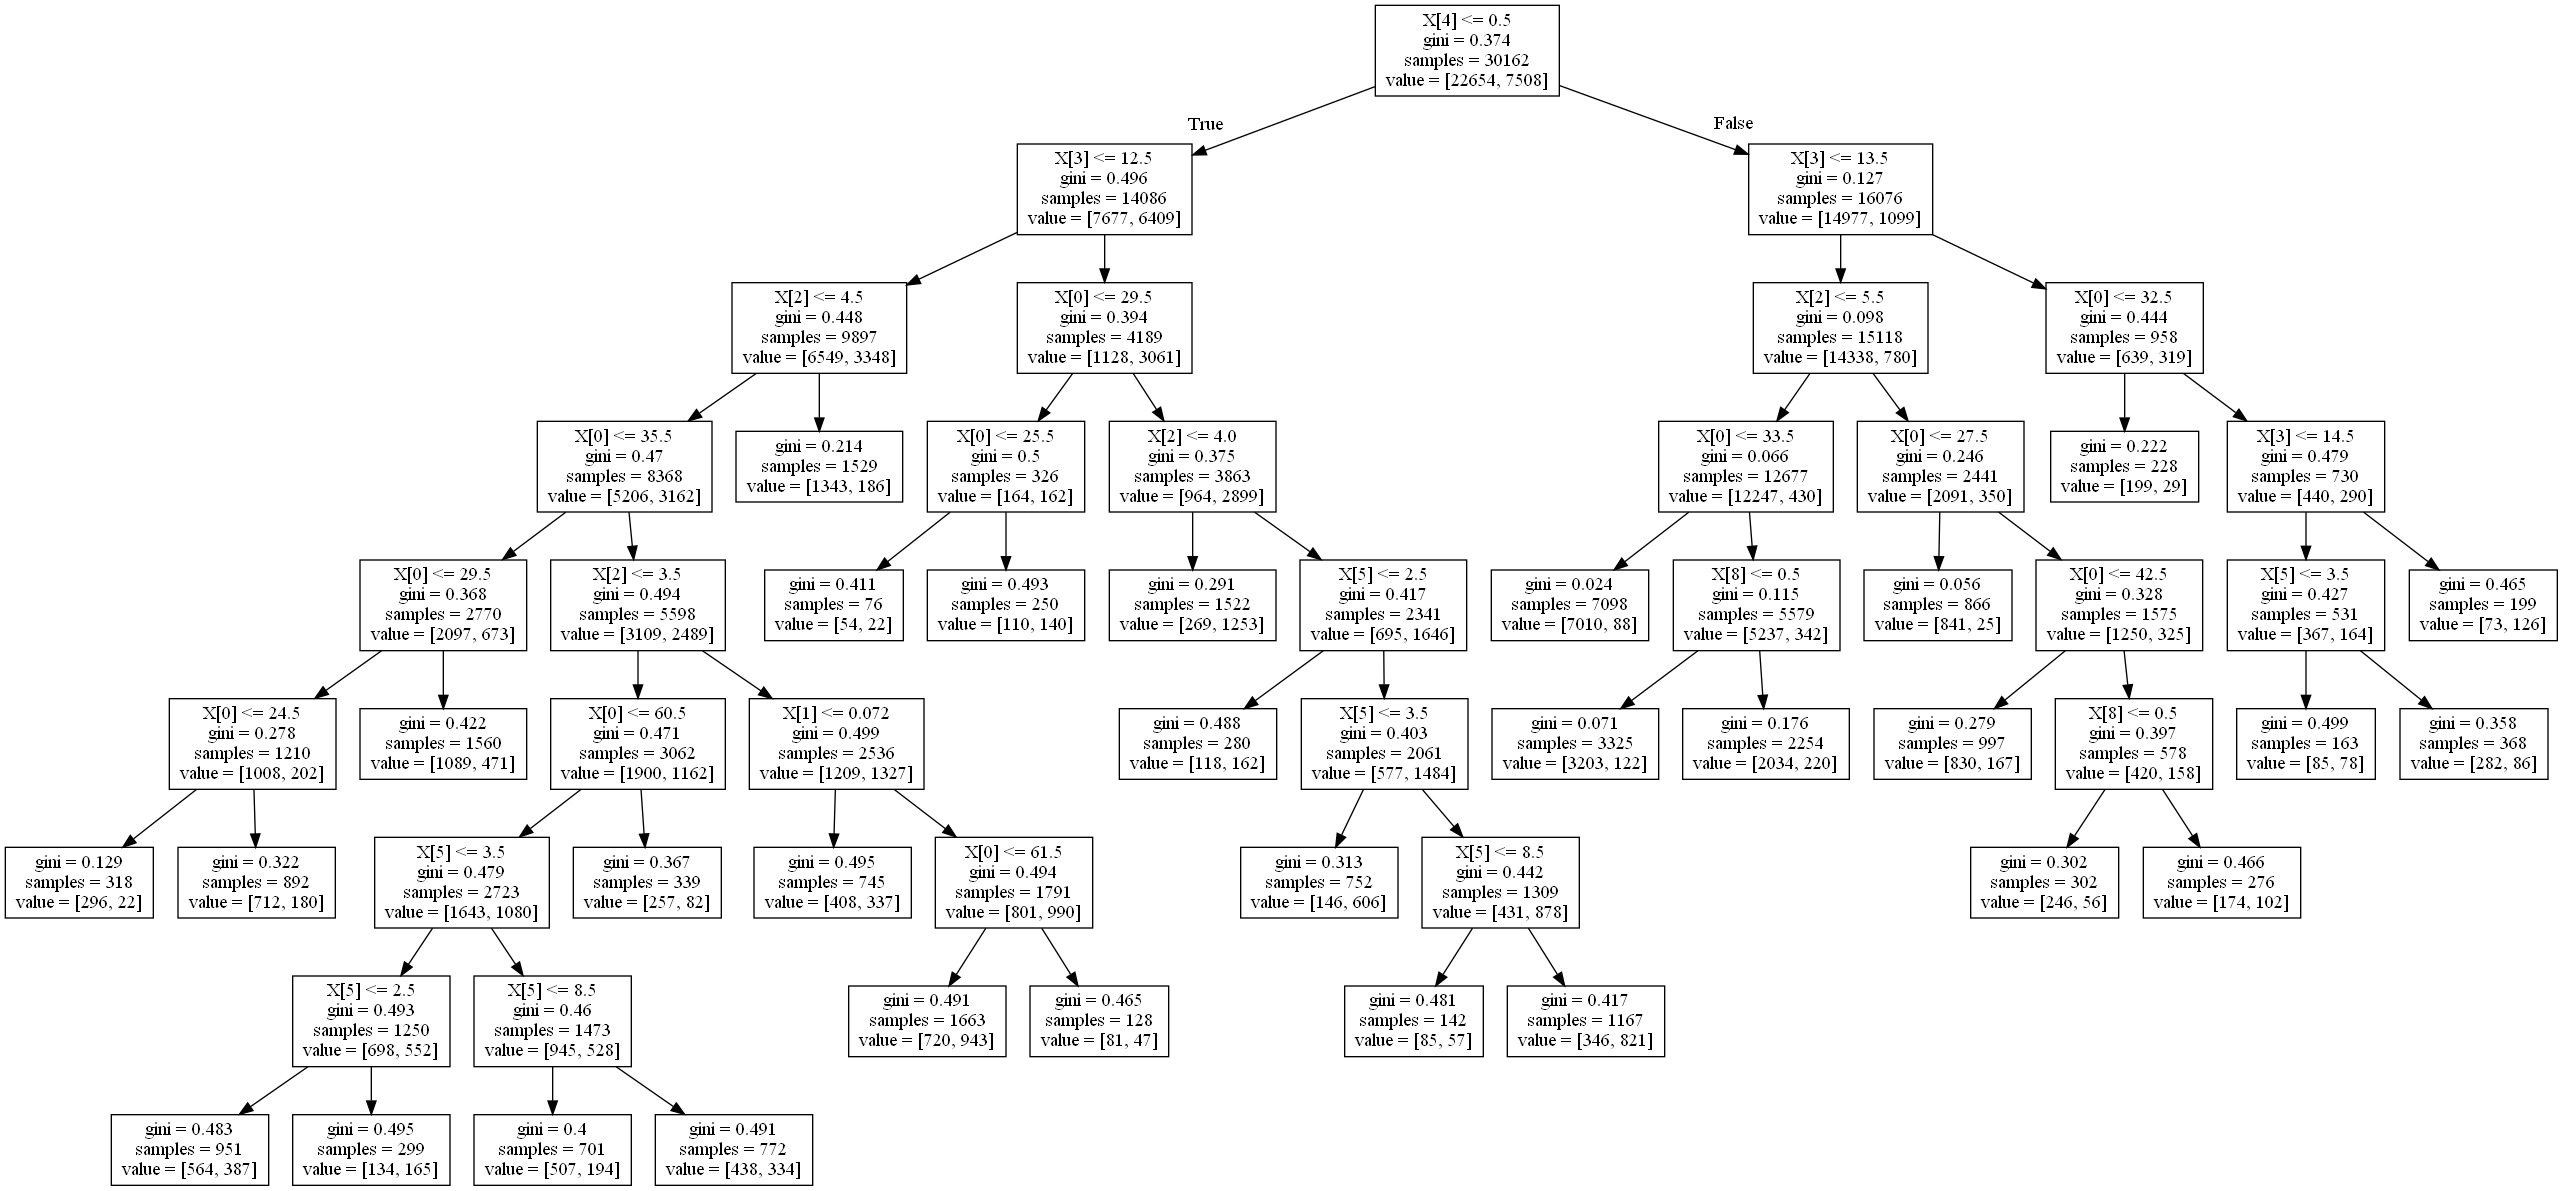 X[4] <= 0.5
gini = 0.374
samples = 30162
value = [22654, 7508]
True
False
X[3] <= 12.5
gini = 0.496
samples = 14086
value = [7677, 6409]
X[3] <= 13.5
gini = 0.127
samples = 16076
value = [14977, 1099]
X[2] <= 4.5
gini = 0.448
samples = 9897
value = [6549, 3348]
X[0] <= 29.5
gini = 0.394
samples = 4189
value = [1128, 3061]
X[2] <= 5.5
gini = 0.098
samples = 15118
value = [14338, 780]
X[0] <= 32.5
gini = 0.444
samples = 958
value = [639, 319]
X[0] <= 35.5
gini = 0.47
samples = 8368
value = [5206, 3162]
gini = 0.214
samples = 1529
value = [1343, 186]
X[0] <= 25.5
gini = 0.5
samples = 326
value = [164, 162]
X[2] <= 4.0
gini = 0.375
samples = 3863
value = [964, 2899]
X[0] <= 33.5
gini = 0.066
samples = 12677
value = [12247, 430]
X[0] <= 27.5
gini = 0.246
samples = 2441
value = [2091, 350]
gini = 0.222
samples = 228
value = [199, 29]
X[3] <= 14.5
gini = 0.479
samples = 730
value = [440, 290]
X[0] <= 29.5
gini = 0.368
samples = 2770
value = [2097, 673]
X[2] <= 3.5
gini = 0.494
samples = 5598
value = [3109, 2489]
gini = 0.411
samples = 76
value = [54, 22]
gini = 0.493
samples = 250
value = [110, 140]
gini = 0.291
samples = 1522
value = [269, 1253]
X[5] <= 2.5
gini = 0.417
samples = 2341
value = [695, 1646]
gini = 0.024
samples = 7098
value = [7010, 88]
X[8] <= 0.5
gini = 0.115
samples = 5579
value = [5237, 342]
gini = 0.056
samples = 866
value = [841, 25]
X[0] <= 42.5
gini = 0.328
samples = 1575
value = [1250, 325]
X[5] <= 3.5
gini = 0.427
samples = 531
value = [367, 164]
gini = 0.465
samples = 199
value = [73, 126]
X[0] <= 24.5
gini = 0.278
samples = 1210
value = [1008, 202]
gini = 0.422
samples = 1560
value = [1089, 471]
X[0] <= 60.5
gini = 0.471
samples = 3062
value = [1900, 1162]
X[1] <= 0.072
gini = 0.499
samples = 2536
value = [1209, 1327]
gini = 0.488
samples = 280
value = [118, 162]
X[5] <= 3.5
gini = 0.403
samples = 2061
value = [577, 1484]
gini = 0.071
samples = 3325
value = [3203, 122]
gini = 0.176
samples = 2254
value = [2034, 220]
gini = 0.279
samples = 997
value = [830, 167]
X[8] <= 0.5
gini = 0.397
samples = 578
value = [420, 158]
gini = 0.499
samples = 163
value = [85, 78]
gini = 0.358
samples = 368
value = [282, 86]
gini = 0.129
samples = 318
value = [296, 22]
gini = 0.322
samples = 892
value = [712, 180]
X[5] <= 3.5
gini = 0.479
samples = 2723
value = [1643, 1080]
gini = 0.367
samples = 339
value = [257, 82]
gini = 0.495
samples = 745
value = [408, 337]
X[0] <= 61.5
gini = 0.494
samples = 1791
value = [801, 990]
gini = 0.313
samples = 752
value = [146, 606]
X[5] <= 8.5
gini = 0.442
samples = 1309
value = [431, 878]
gini = 0.302
samples = 302
value = [246, 56]
gini = 0.466
samples = 276
value = [174, 102]
X[5] <= 2.5
gini = 0.493
samples = 1250
value = [698, 552]
X[5] <= 8.5
gini = 0.46
samples = 1473
value = [945, 528]
gini = 0.491
samples = 1663
value = [720, 943]
gini = 0.465
samples = 128
value = [81, 47]
gini = 0.481
samples = 142
value = [85, 57]
gini = 0.417
samples = 1167
value = [346, 821]
gini = 0.483
samples = 951
value = [564, 387]
gini = 0.495
samples = 299
value = [134, 165]
gini = 0.4
samples = 701
value = [507, 194]
gini = 0.491
samples = 772
value = [438, 334]